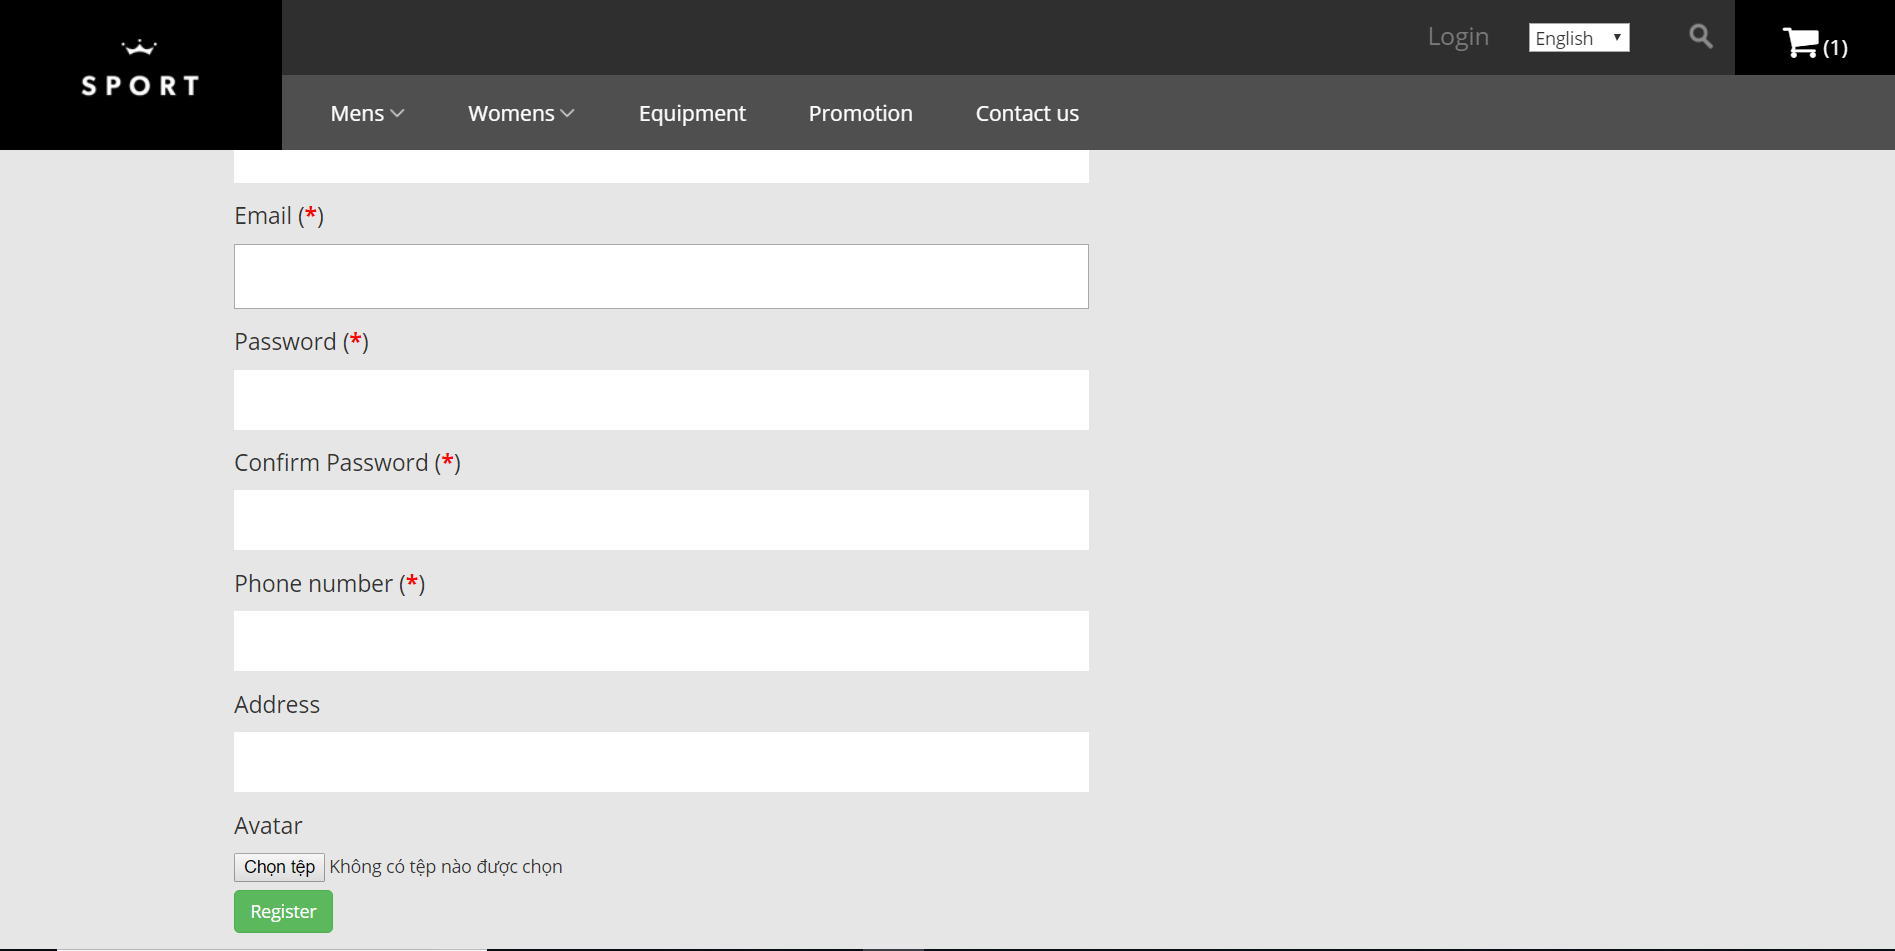 SPORT
Login
English
(1)
Mens
Womens
Equipment
Promotion
Contact us
Email (*)
Password (*)
Confirm Password (*)
Phone number (*)
Address
Avatar
Chọn tệp Không có tệp nào được chọn
Register